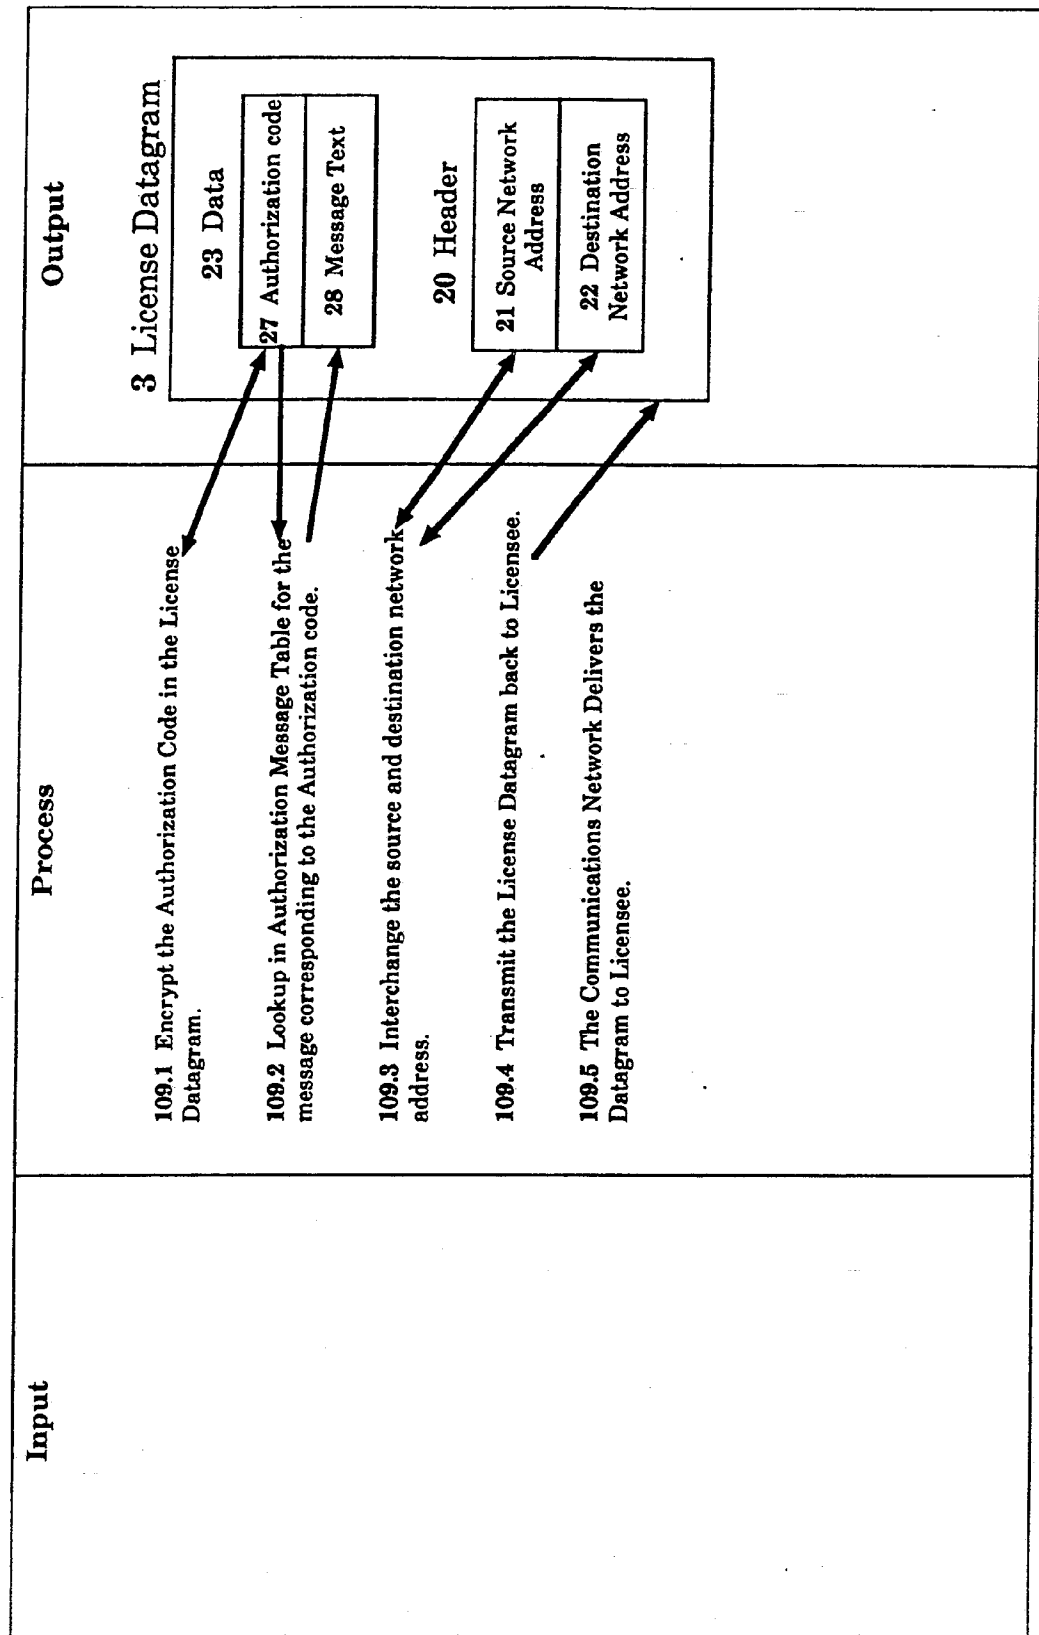 Input
Process
Output
109.1 Encrypt the Authorization Code in the License
Datagram.
109.2 Lookup in Authorization Message Table for the
message corresponding to the Authorization code.
109.3 Interchange the source and destination network
address.
109.4 Transmit the License Datagram back to Licensee.
109.5 The Communications Network Delivers the
Datagram to Licensee.
3 License Datagram
23 Data
27 Authorization code
28 Message Text
20 Header
21 Source Network
Address
22 Destination
Network Address